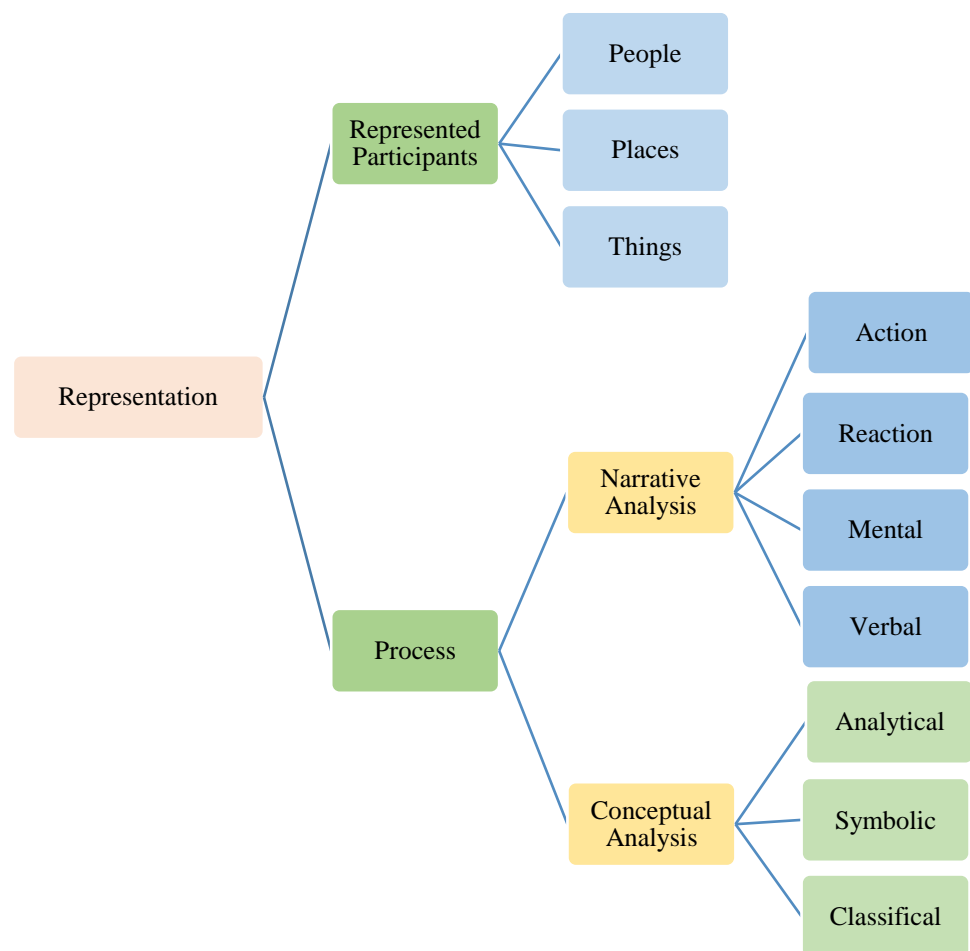 People
Represented
Participants
Places
Things
Action
Representation
Reaction
Narrative
Analysis
Mental
Verbal
Process
Analytical
Conceptual
Analysis
Symbolic
Classifical